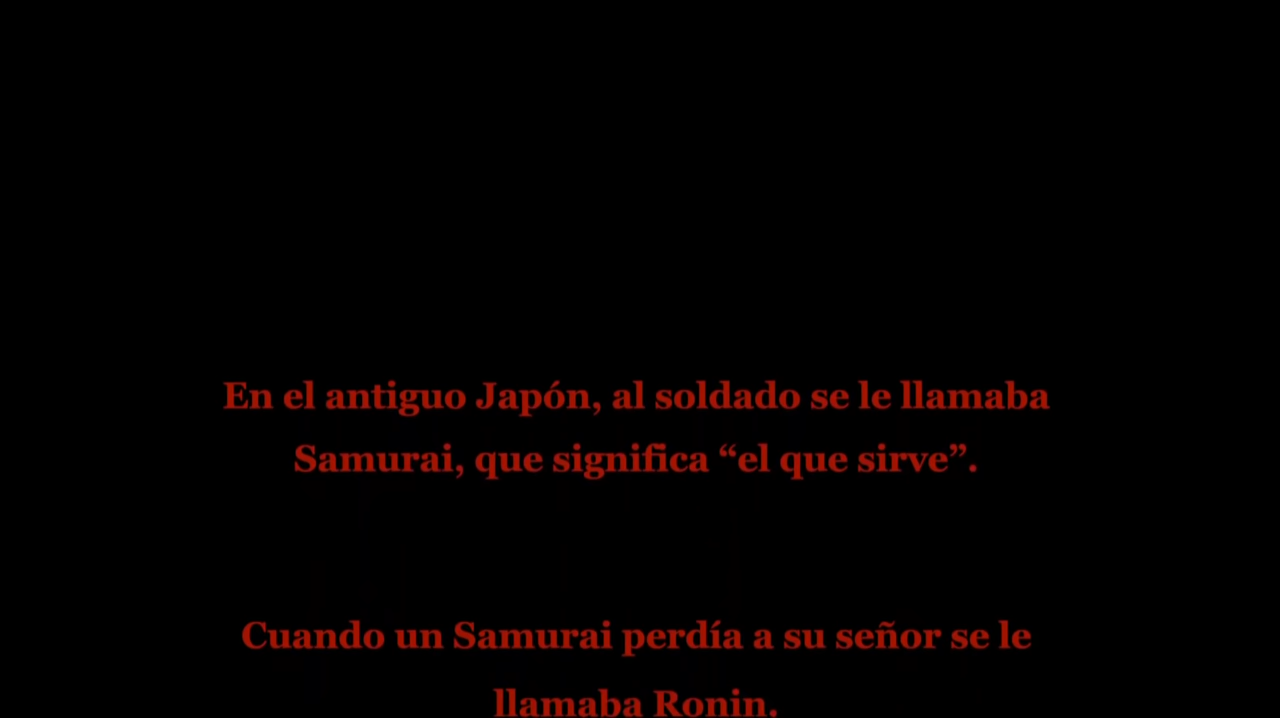 En el antiguo Japón, al soldado se le llamaba
Samurai, que significa “el que sirve”.
Cuando un Samurai perdía a su señor se le
llamaba Ronin.